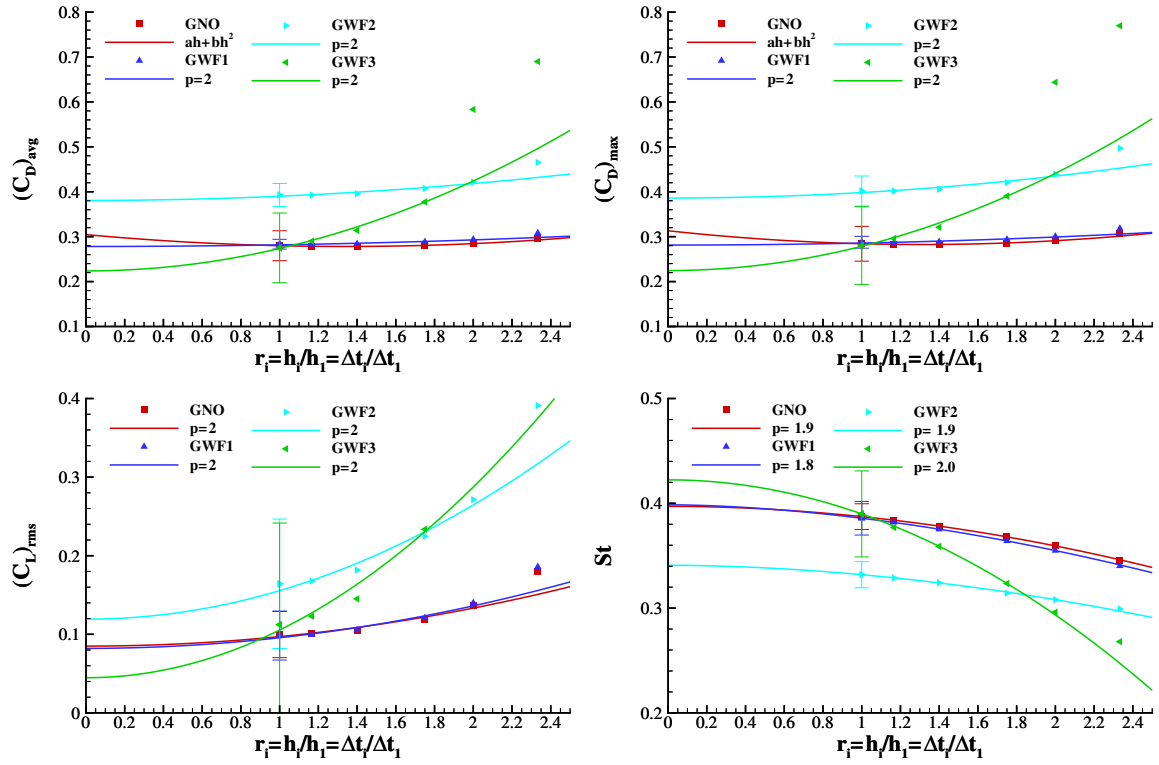 GNO
ah+bh²
GWF1
p=2
GWF2
p=2
GWF3
p=2
(C_D)_avg
0.8
0.7
0.6
0.5
0.4
0.3
0.2
0.1
0 0.2 0.4 0.6 0.8 1 1.2 1.4 1.6 1.8 2 2.2 2.4
r_i=h_i/h_1=Δt_i/Δt_1
GNO
ah+bh²
GWF1
p=2
GWF2
p=2
GWF3
p=2
(C_D)_max
0.8
0.7
0.6
0.5
0.4
0.3
0.2
0.1
0 0.2 0.4 0.6 0.8 1 1.2 1.4 1.6 1.8 2 2.2 2.4
r_i=h_i/h_1=Δt_i/Δt_1
GNO
p=2
GWF1
p=2
GWF2
p=2
GWF3
p=2
(C_L)_rms
0.4
0.3
0.2
0.1
0
0 0.2 0.4 0.6 0.8 1 1.2 1.4 1.6 1.8 2 2.2 2.4
r_i=h_i/h_1=Δt_i/Δt_1
GNO
p= 1.9
GWF1
p= 1.8
GWF2
p= 1.9
GWF3
p= 2.0
St
0.5
0.4
0.3
0.2
0 0.2 0.4 0.6 0.8 1 1.2 1.4 1.6 1.8 2 2.2 2.4
r_i=h_i/h_1=Δt_i/Δt_1